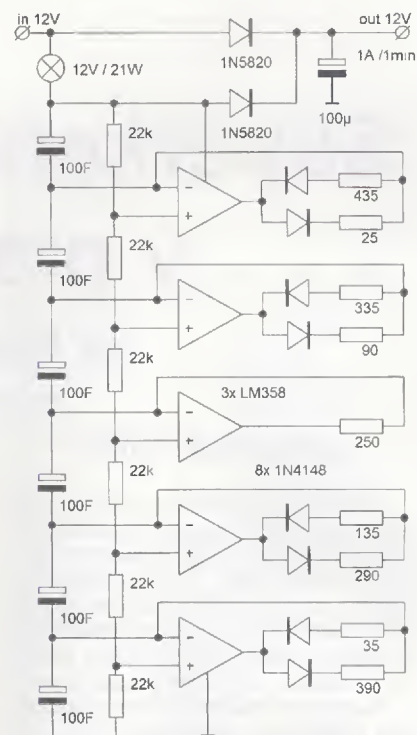 in 12V
out 12V
12V / 21W
1N5820
1A /1min
1N5820
100µ
22k
100F
435
25
22k
100F
335
90
22k
100F
3x LM358
250
22k
8x 1N4148
100F
135
290
22k
100F
35
390
22k
100F